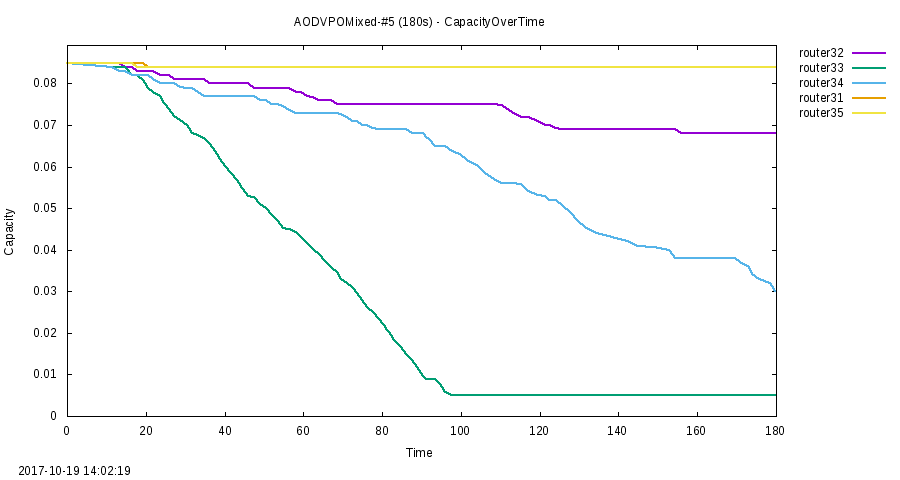 AODVPOMixed-#5 (180s) - CapacityOverTime
router32
router33
router34
router31
router35
0.08
0.07
0.06
0.05
0.04
0.03
0.02
0.01
0
Capacity
0 20 40 60 80 100 120 140 160 180
Time
2017-10-19 14:02:19